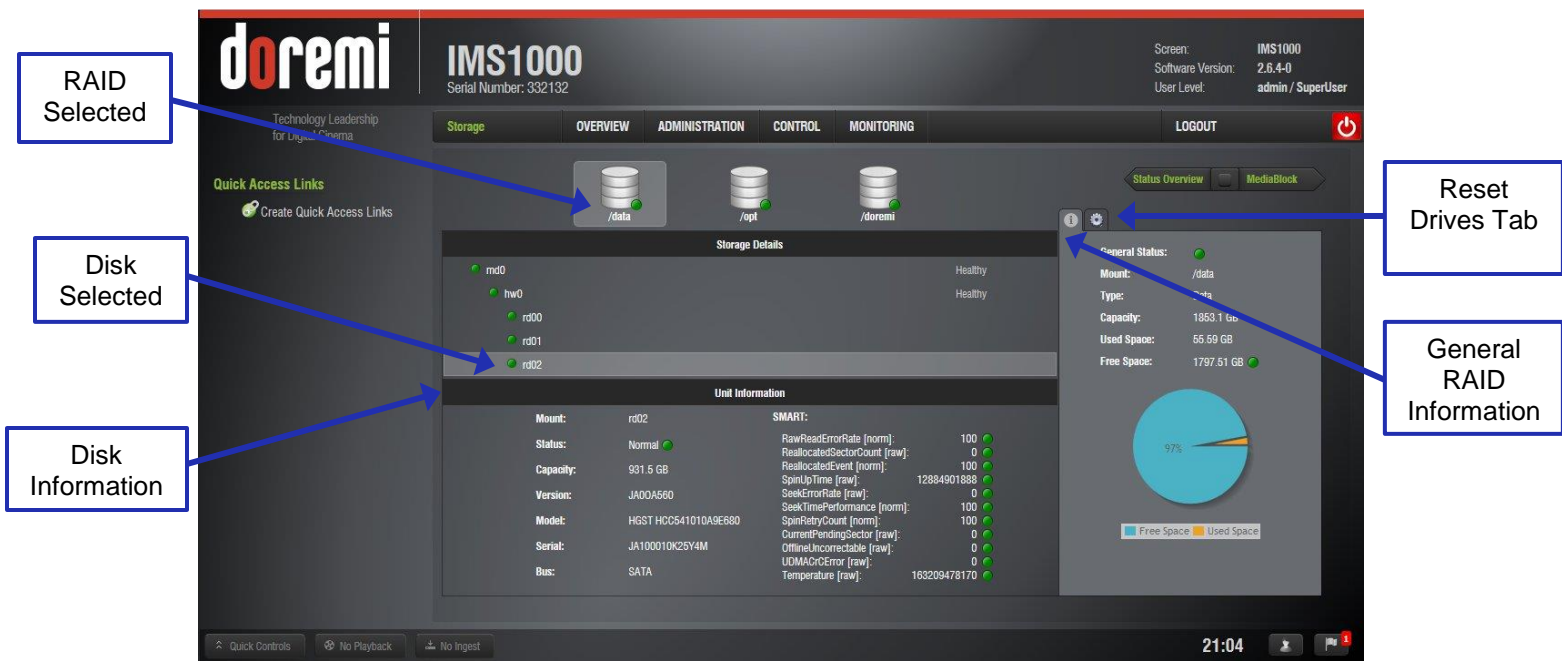 RAID
Selected
Disk
Selected
Disk
Information
Reset
Drives Tab
General
RAID
Information
doremi
Technology Leadership
for Digital Cinema
IMS1000
Serial Number: 332132
Screen: IMS1000
Software Version: 2.6.4-0
User Level: admin / SuperUser
Storage OVERVIEW ADMINISTRATION CONTROL MONITORING LOGOUT
Quick Access Links
Create Quick Access Links
/data /opt /doremi
Status Overview MediaBlock
Storage Details
md0 Healthy
hw0 Healthy
rd00
rd01
rd02
Unit Information
Mount: rd02
Status: Normal
Capacity: 931.5 GB
Version: JA0OA560
Model: HGST HCC541010A9E680
Serial: JA100010K25Y4M
Bus: SATA
SMART:
RawReadErrorRate [norm]: 100
ReallocatedSectorCount [raw]: 0
ReallocatedEvent [norm]: 100
SpinUpTime [raw]: 12884901888
SeekErrorRate [raw]: 0
SeekTimePerformance [norm]: 100
SpinRetryCount [norm]: 100
CurrentPendingSector [raw]: 0
OfflineUncorrectable [raw]: 0
UDMACrCError [raw]: 0
Temperature [raw]: 163209478170
General Status:
Mount: /data
Type: Data
Capacity: 1853.1 GB
Used Space: 55.59 GB
Free Space: 1797.51 GB
97%
Free Space Used Space
Quick Controls No Playback No Ingest 21:04 1